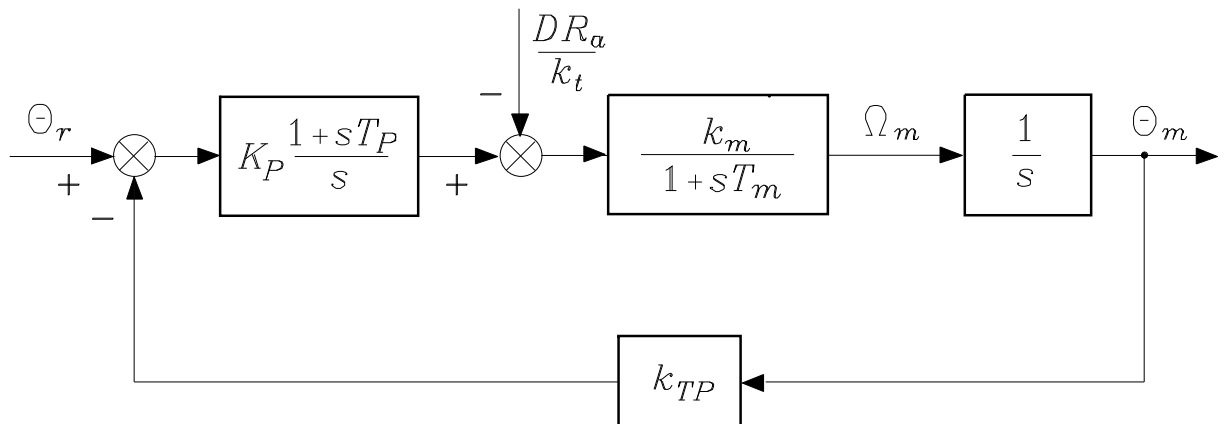 Θ_r
+
−
K_P (1 + sT_P)/s
+
−
DR_a/k_t
k_m/(1 + sT_m)
Ω_m
1/s
Θ_m
k_TP